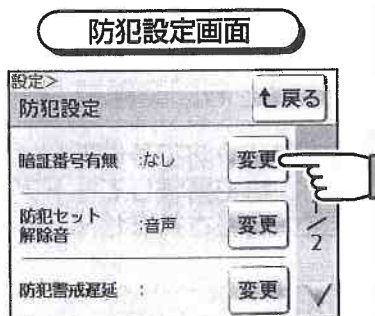 防犯設定画面
設定>
防犯設定
戻る
暗証番号有無 :なし 変更
防犯セット
解除音 :音声 変更
1/2
防犯警戒遅延 : 変更